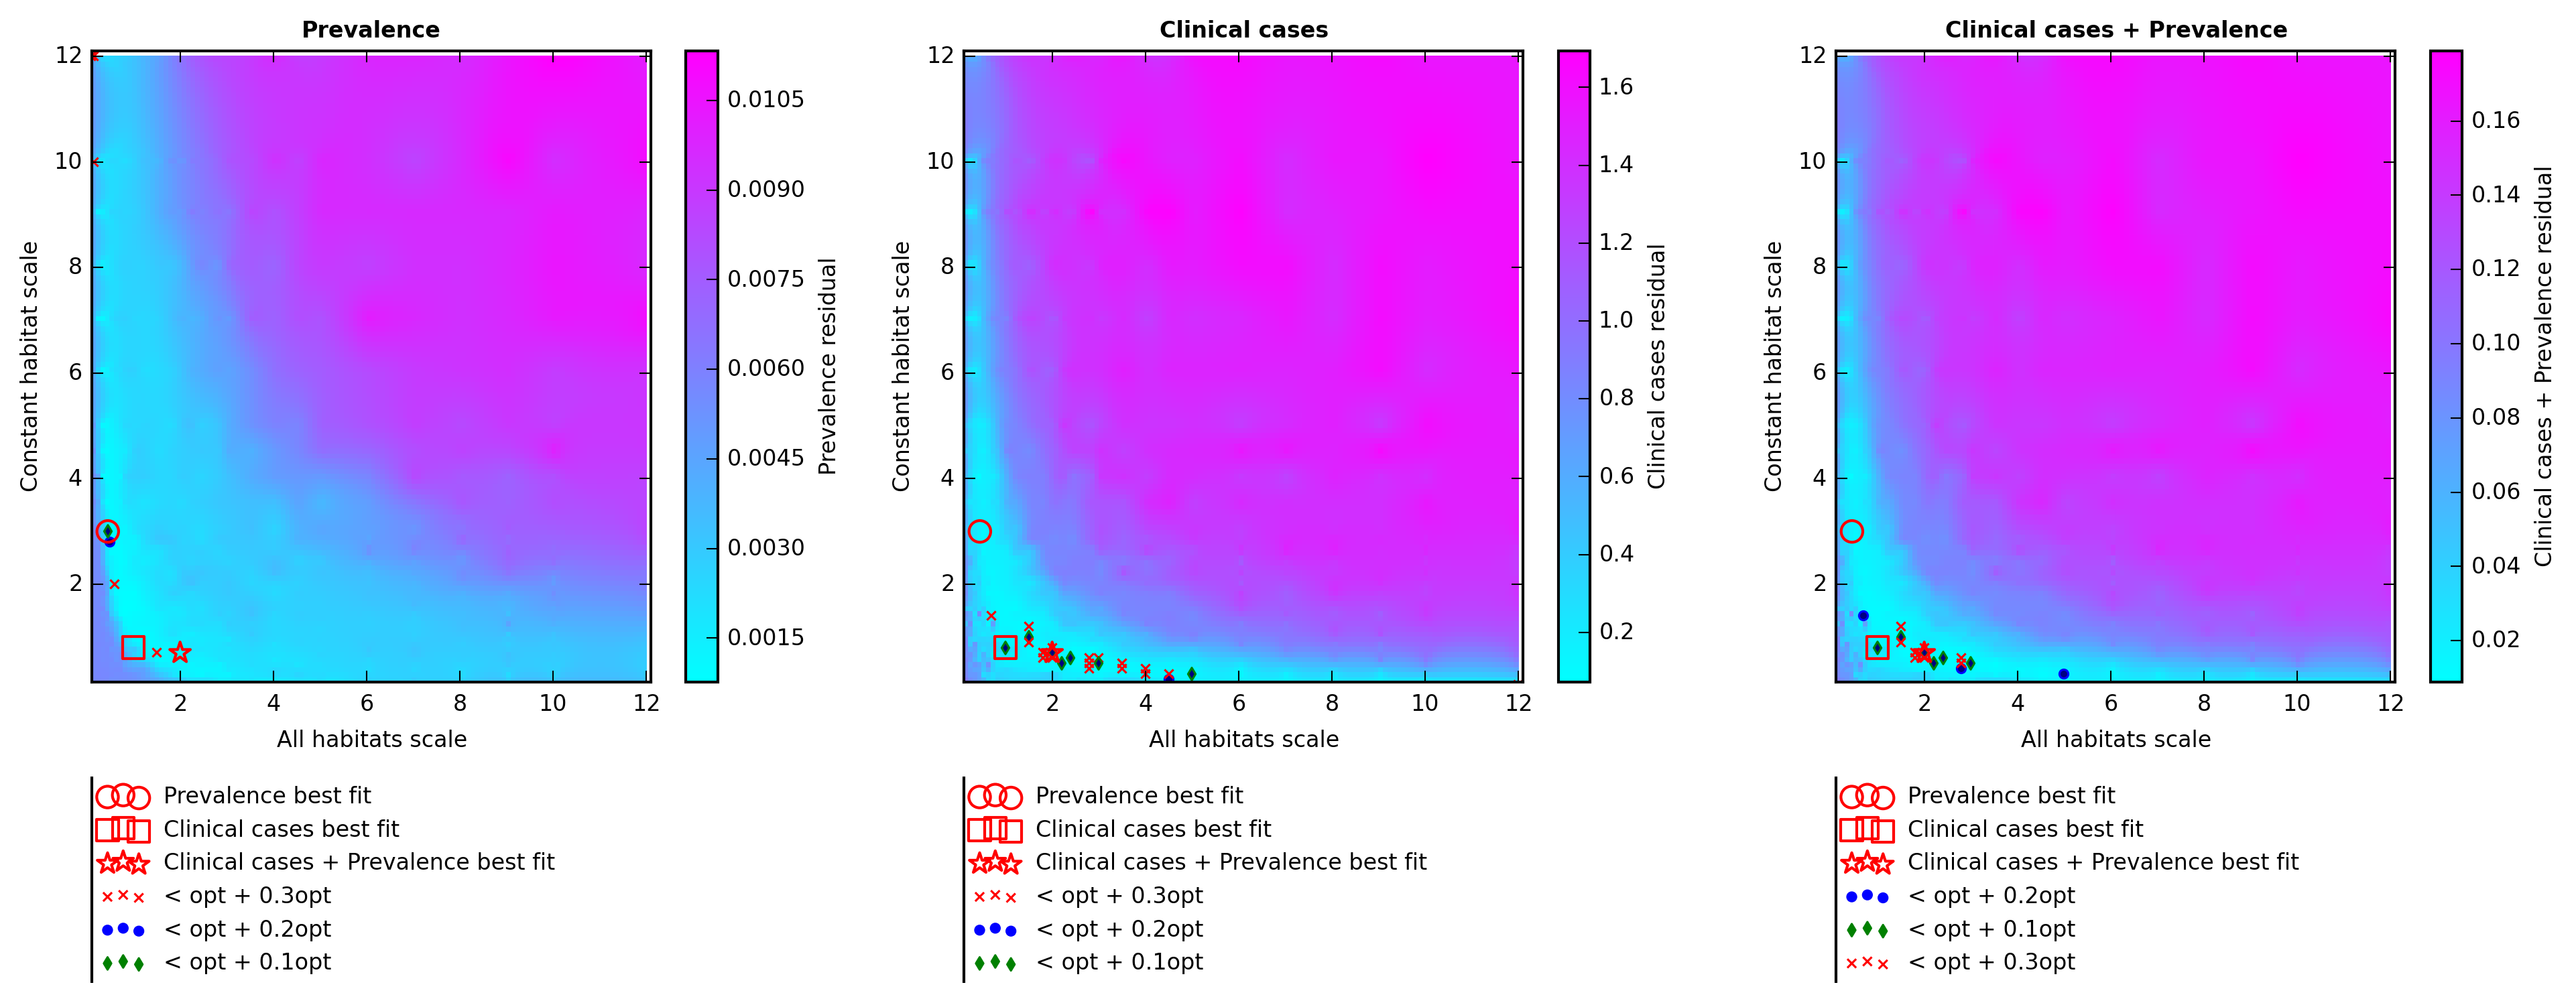 Prevalence
12
10
8
6
4
2
Constant habitat scale
2 4 6 8 10 12
All habitats scale
0.0105
0.0090
0.0075
0.0060
0.0045
0.0030
0.0015
Prevalence residual
Prevalence best fit
Clinical cases best fit
Clinical cases + Prevalence best fit
< opt + 0.3opt
< opt + 0.2opt
< opt + 0.1opt
Clinical cases
12
10
8
6
4
2
Constant habitat scale
2 4 6 8 10 12
All habitats scale
1.6
1.4
1.2
1.0
0.8
0.6
0.4
0.2
Clinical cases residual
Prevalence best fit
Clinical cases best fit
Clinical cases + Prevalence best fit
< opt + 0.3opt
< opt + 0.2opt
< opt + 0.1opt
Clinical cases + Prevalence
12
10
8
6
4
2
Constant habitat scale
2 4 6 8 10 12
All habitats scale
0.16
0.14
0.12
0.10
0.08
0.06
0.04
0.02
Clinical cases + Prevalence residual
Prevalence best fit
Clinical cases best fit
Clinical cases + Prevalence best fit
< opt + 0.2opt
< opt + 0.1opt
< opt + 0.3opt